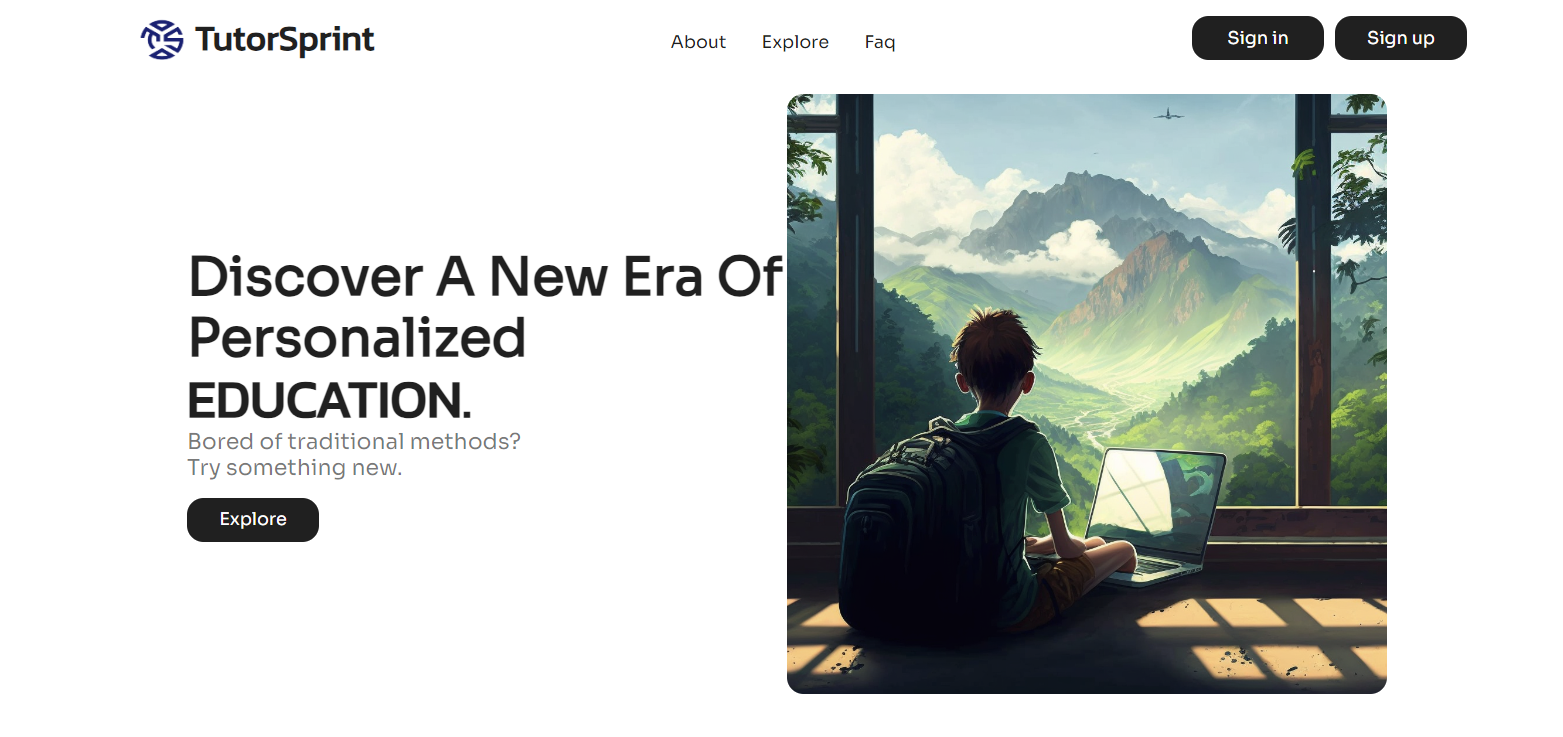 TutorSprint
About Explore Faq
Sign in Sign up
Discover A New Era Of
Personalized
EDUCATION.
Bored of traditional methods?
Try something new.
Explore